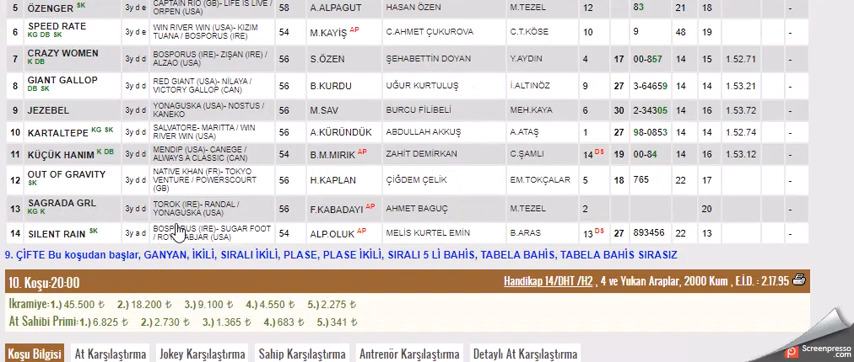 5 ÖZENGER SK 3y d d CAPTAIN RIO (GB)- LIFE IS LIVE / ORPEN (USA) 58 A.ALPAGUT HASAN ÖZEN M.TEZEL 12 83 21 18 -
6 SPEED RATE KG DB SK 3y d d WIN RIVER WIN (USA)- KIZIM TUANA / BOSPORUS (IRE) 54 M.KAYİŞ AP C.AHMET ÇUKUROVA C.T.KÖSE 10 9 48 19 -
7 CRAZY WOMEN K DB 3y d d BOSPORUS (IRE)- ZIŞAN (IRE) / ALZAO (USA) 58 S.ÖZEN ŞEHABETTİN DOYAN Y.AYDIN 4 17 00-857 14 15 1.52.71 -
8 GIANT GALLOP DB SK 3y d d RED GIANT (USA)- NILAYA / VICTORY GALLOP (CAN) 58 B.KURDU UĞUR KURTULUŞ İ.ALTINÖZ 9 27 3-64659 14 16 1.53.21 -
9 JEZEBEL 3y d d YONAGUSKA (USA)- NOSTUS / KANEKO 56 M.SAV BURCU FİLİBELİ MEH.KAYA 6 30 2-34305 14 16 1.53.72 -
10 KARTALTEPE KG SK 3y d d SALVATORE- MARITTA / WIN RIVER WIN (USA) 56 A.KÜRÜNDÜK ABDULLAH AKKUŞ A.ATAŞ 1 27 98-0853 14 14 1.52.74 -
11 KÜÇÜK HANIM K DB 3y d d MENDIP (USA)- CANEGE / ALWAYS A CLASSIC (CAN) 54 B.M.MIRIK AP ZAHİT DEMİRKAN C.ŞAMLI 14 DS 19 00-84 14 16 1.53.12 -
12 OUT OF GRAVITY SK 3y d d NATIVE KHAN (FR)- TOKYO VENTURE / POWERSCOURT (GB) 56 H.KAPLAN ÇİĞDEM ÇELİK EM.TOKÇALAR 5 18 765 22 17 -
13 SAGRADA GRL KG K 3y d d TOROK (IRE)- RANDAL / YONAGUSKA (USA) 56 F.KABADAYI AP AHMET BAGUÇ M.TEZEL 2 20 -
14 SILENT RAIN SK 3y a d SUGAR FOOT (USA) 54 ALP.OLUK AP MELİS KURTEL EMİN B.ARAS 13 DS 27 893456 22 13 -
9. ÇİFTE Bu koşudan başlar, GANYAN, İKİLİ, SIRALI İKİLİ, PLASE, PLASE İKİLİ, SIRALI 5 Lİ BAHİS, TABELA BAHİS, TABELA BAHİS SIRASIZ
10. Koşu-20:00 Handikap 14/DHT /H2 , 4 ve Yukarı Araplar, 2000 Kum , E.İ.D. : 2.17.95
İkramiye:1.) 45.500 ₺ 2.) 18.200 ₺ 3.) 9.100 ₺ 4.) 4.550 ₺ 5.) 2.275 ₺
At Sahibi Primi:1.) 6.825 ₺ 2.) 2.730 ₺ 3.) 1.365 ₺ 4.) 683 ₺ 5.) 341 ₺
Koşu Bilgisi At Karşılaştırma Jokey Karşılaştırma Sahip Karşılaştırma Antrenör Karşılaştırma Detaylı At Karşılaştırma
Screenpresso.com